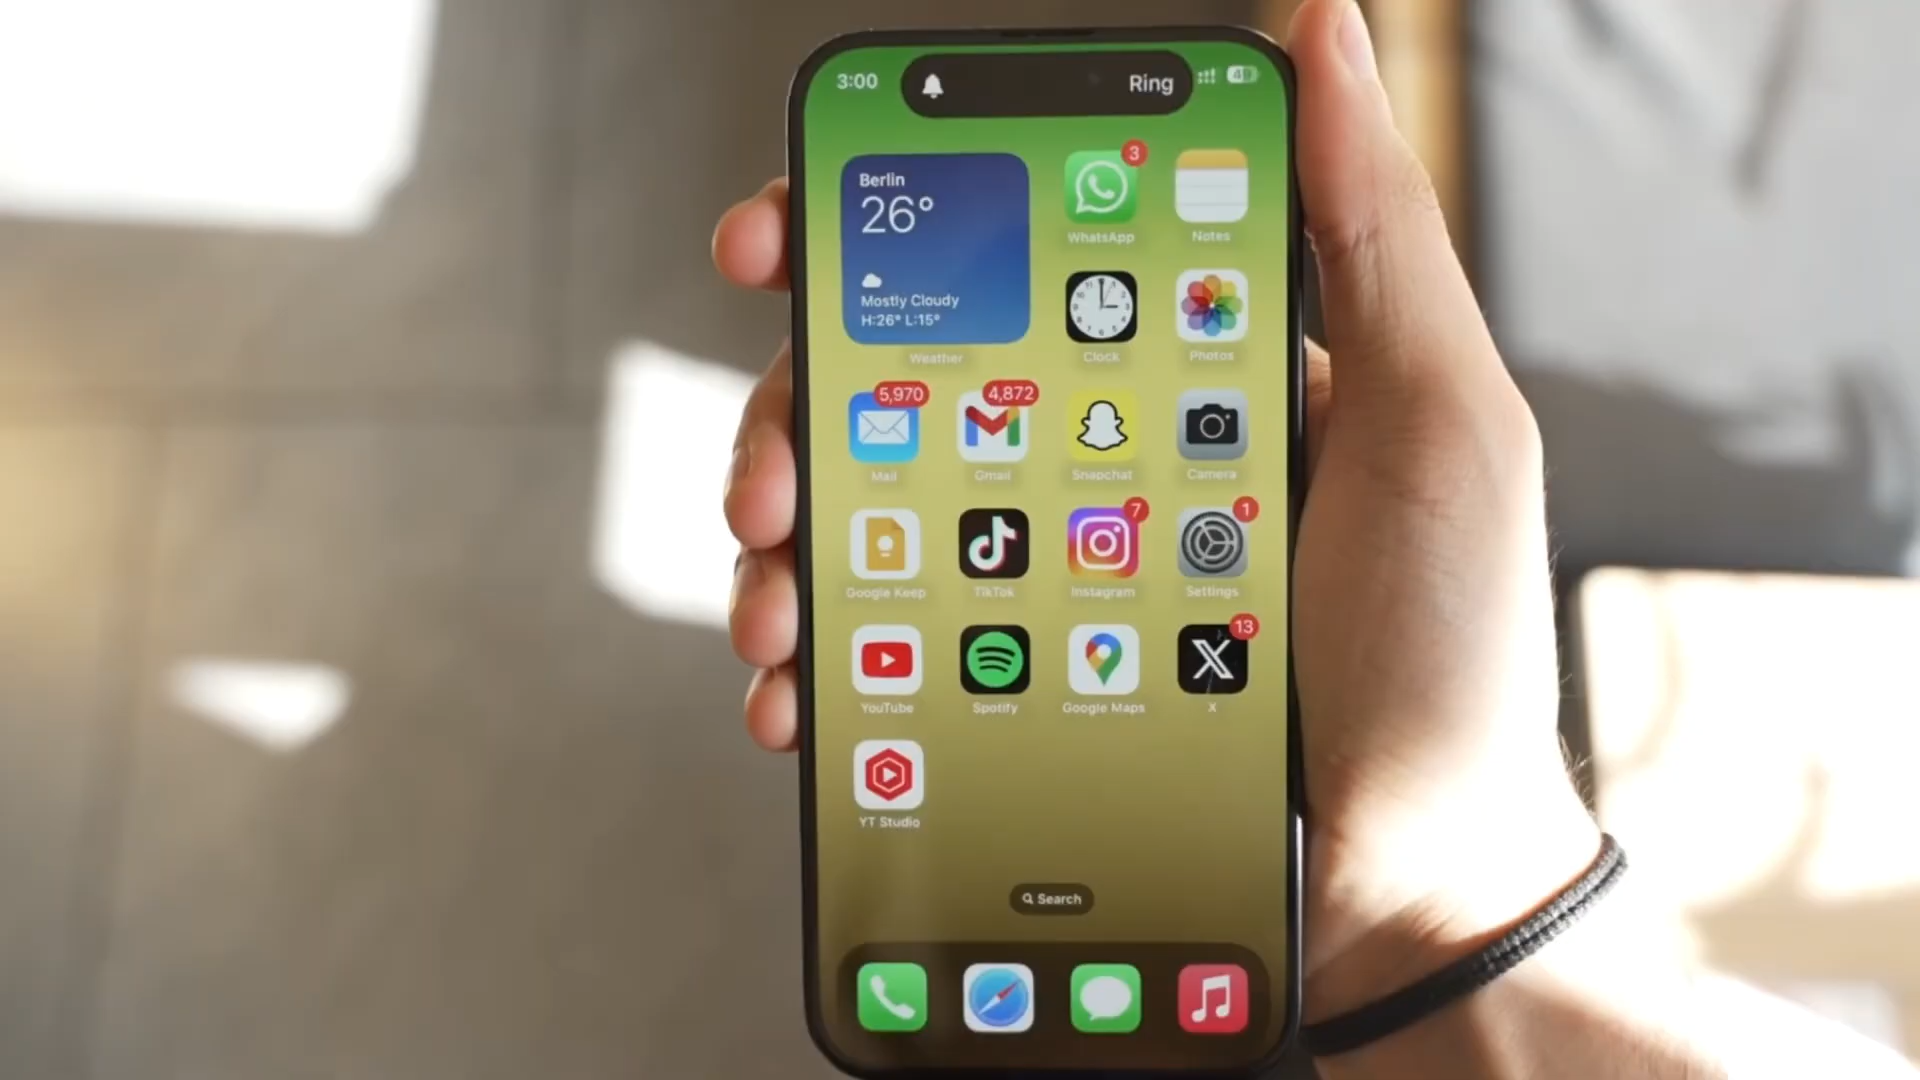 3:00
Ring
Berlin
26°
Mostly Cloudy
H:26° L:15°
Weather
3
WhatsApp
Notes
Clock
Photos
5,970
Mail
4,872
Gmail
Snapchat
Camera
Google Keep
TikTok
7
Instagram
1
Settings
YouTube
Spotify
Google Maps
13
X
YT Studio
Search